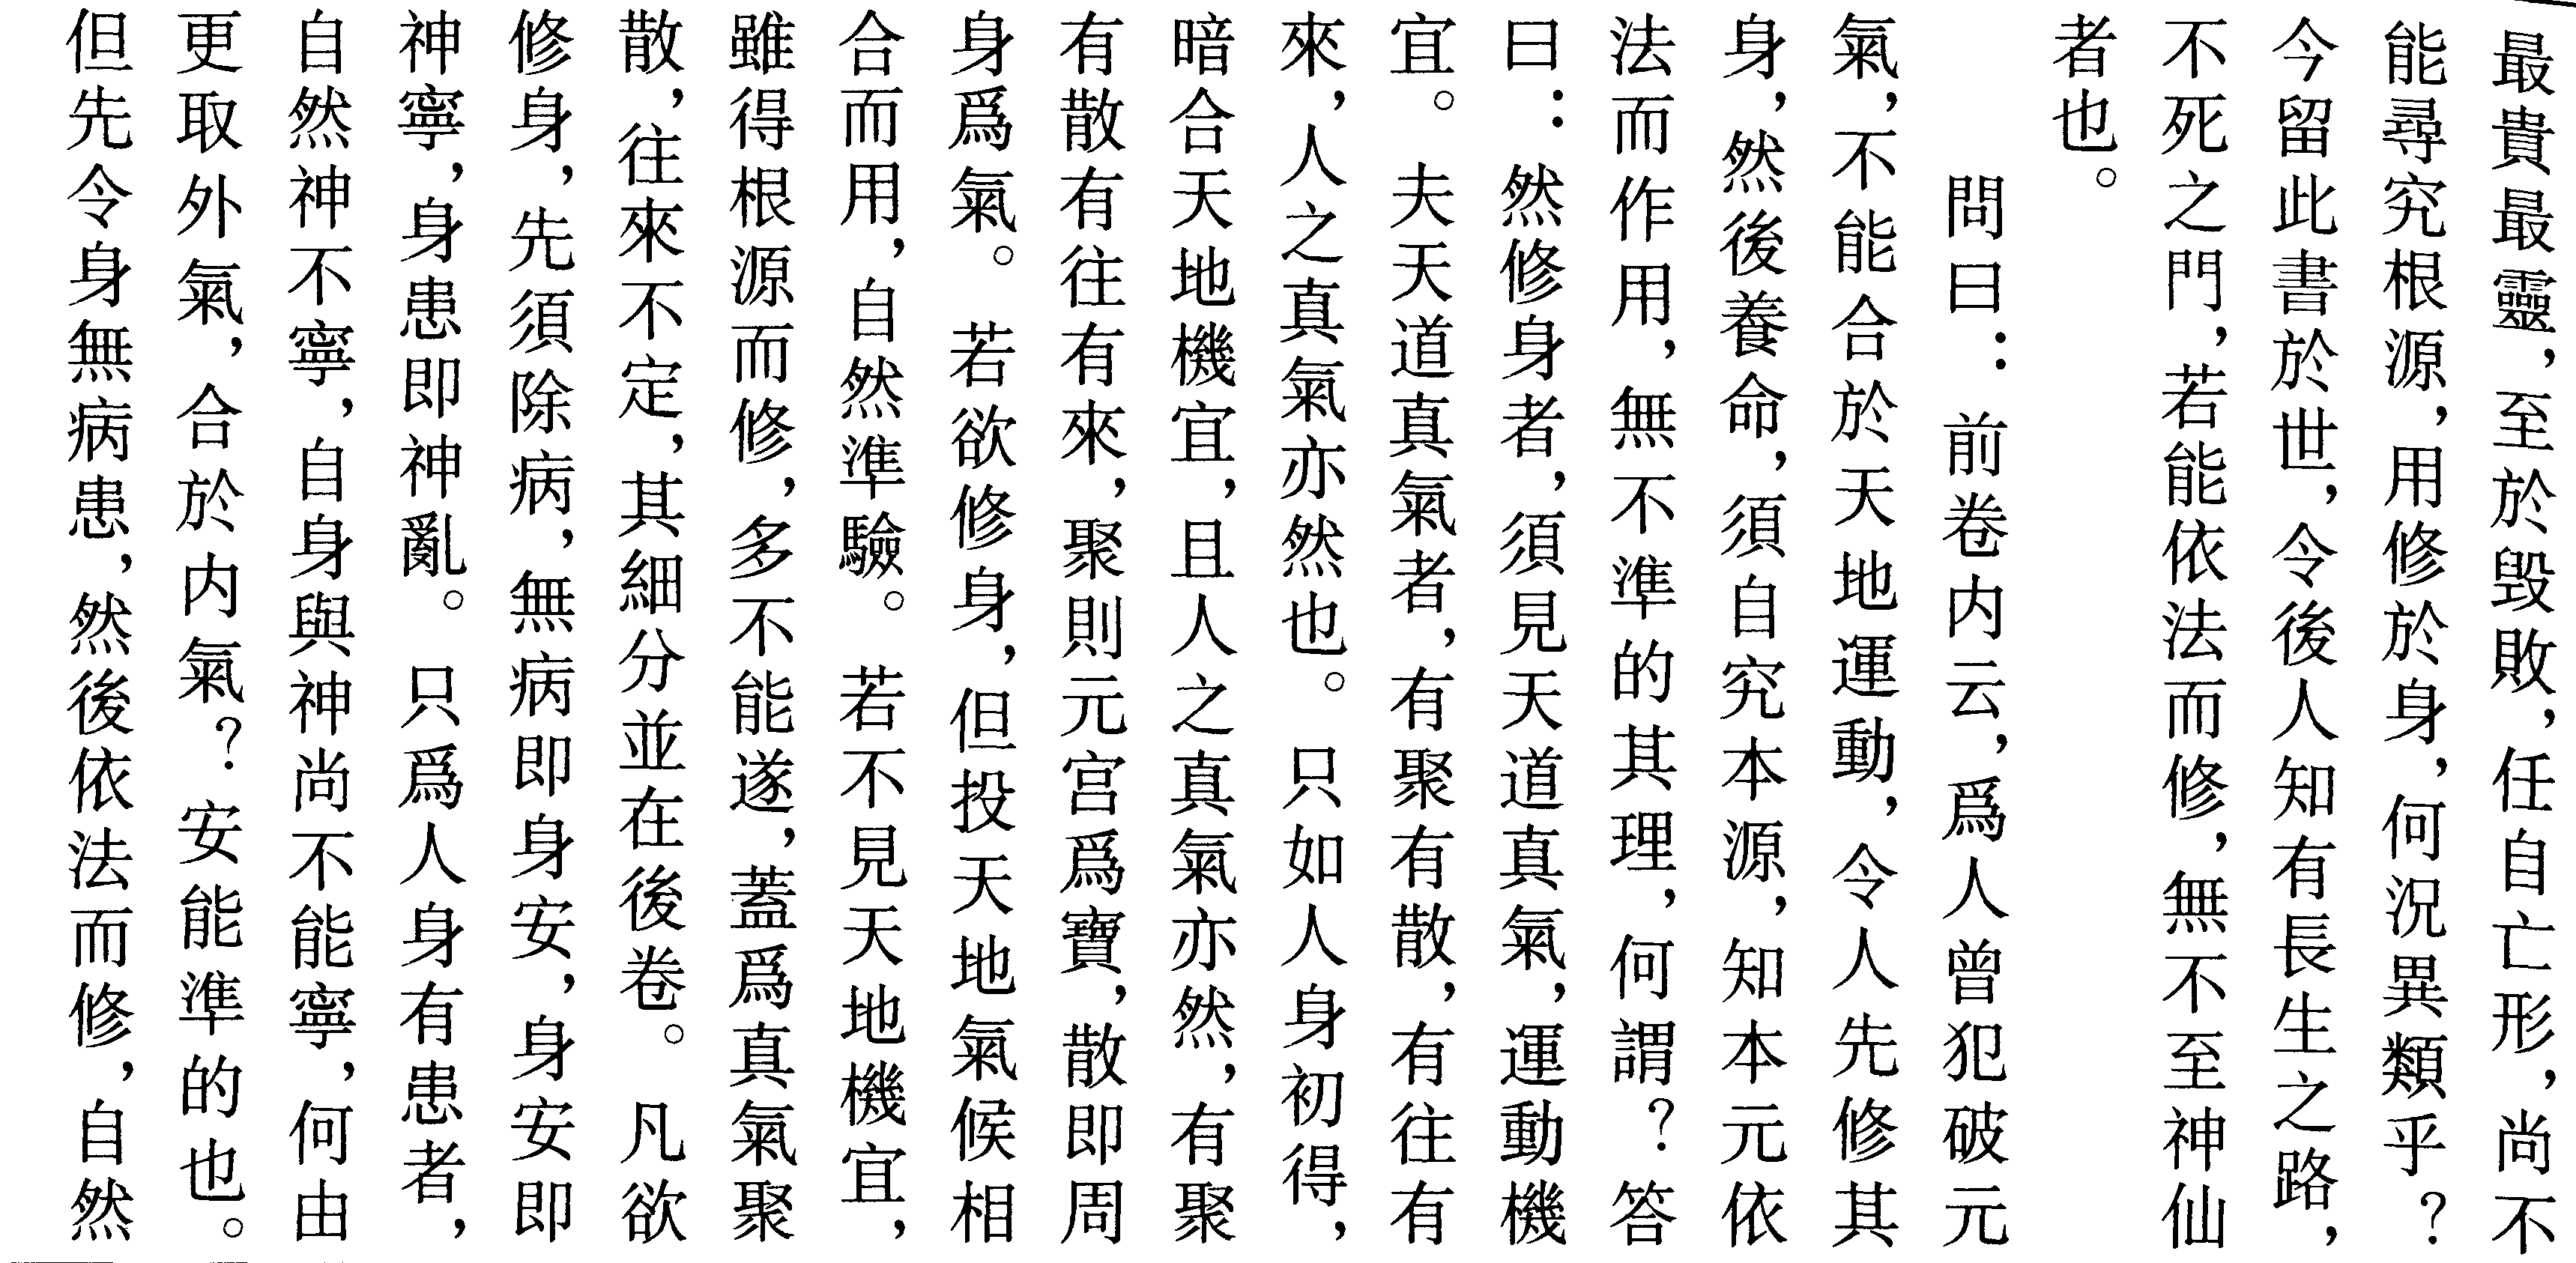 最貴最靈，至於毀敗，任自亡形，尚不
能尋究根源，用修於身，何況異類乎？
今留此書於世，令後人知有長生之路，
不死之門，若能依法而修，無不至神仙
者也。
問曰：前卷内云，爲人曾犯破元
氣，不能合於天地運動，令人先修其
身，然後養命，須自究本源，知本元依
法而作用，無不準的其理，何謂？答
曰：然修身者，須見天道真氣，運動機
宜。夫天道真氣者，有聚有散，有往有
來，人之真氣亦然也。只如人身初得，
暗合天地機宜，且人之真氣亦然，有聚
有散有往有來，聚則元宫爲寶，散即周
身爲氣。若欲修身，但投天地氣候相
合而用，自然準驗。若不見天地機宜，
雖得根源而修，多不能遂，蓋爲真氣聚
散，往來不定，其細分並在後卷。凡欲
修身，先須除病，無病即身安，身安即
神寧，身患即神亂。只爲人身有患者，
自然神不寧，自身與神尚不能寧，何由
更取外氣，合於内氣？安能準的也。
但先令身無病患，然後依法而修，自然